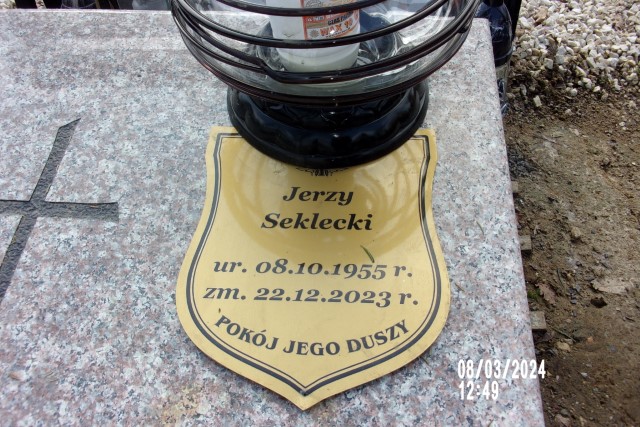 Jerzy
Seklecki
ur. 08.10.1955 r.
zm. 22.12.2023 r.
POKÓJ JEGO DUSZY
08/03/2024
12:49